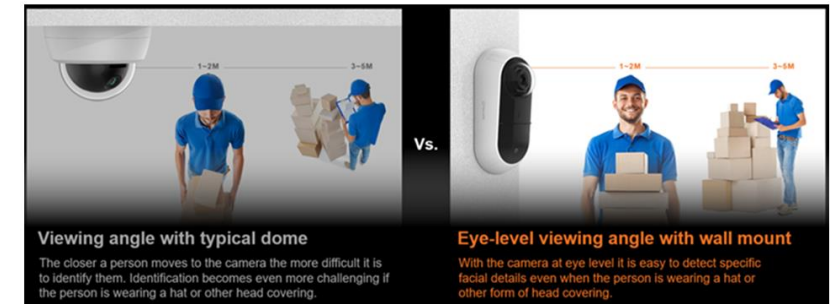 1~2M
3~5M
Viewing angle with typical dome
The closer a person moves to the camera the more difficult it is
to identify them. Identification becomes even more challenging if
the person is wearing a hat or other head covering.
Vs.
1~2M
3~5M
Eye-level viewing angle with wall mount
With the camera at eye level it is easy to detect specific
facial details even when the person is wearing a hat or
other form of head covering.